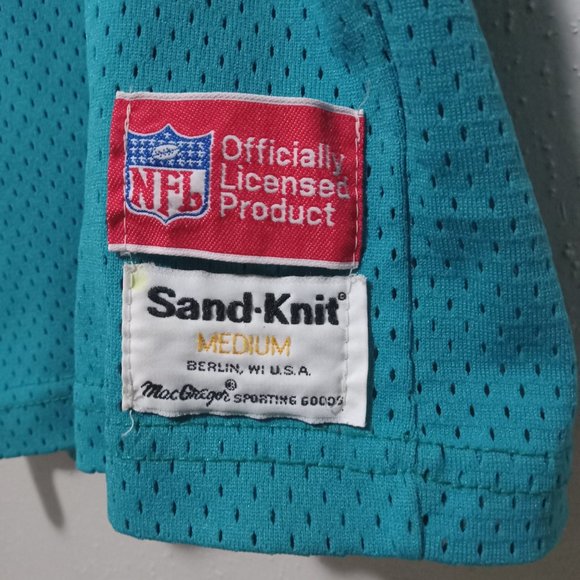 NFL
Officially
Licensed
Product
Sand·Knit®
MEDIUM
BERLIN, WI U.S.A.
MacGregor® SPORTING GOODS